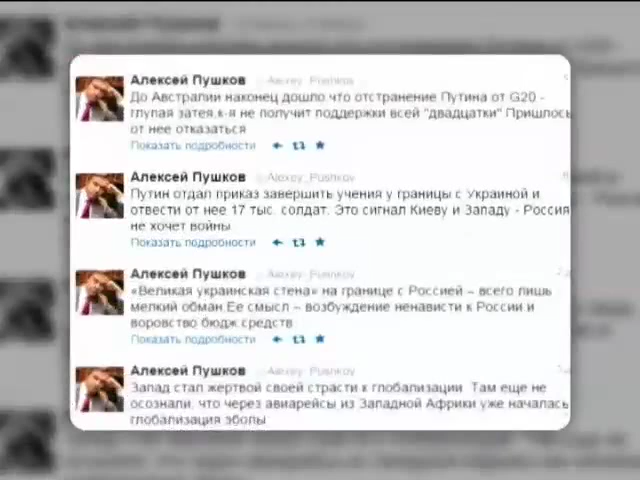 Алексей Пушков Alexey_Pushkov
До Австралии наконец дошло что отстранение Путина от G20 -
глупая затея,к-я не получит поддержки всей "двадцатки" Пришлось
от нее отказаться
Показать подробности
Алексей Пушков Alexey_Pushkov
Путин отдал приказ завершить учения у границы с Украиной и
отвести от нее 17 тыс. солдат. Это сигнал Киеву и Западу - Россия
не хочет войны
Показать подробности
Алексей Пушков Alexey_Pushkov
«Великая украинская стена» на границе с Россией – всего лишь
мелкий обман.Ее смысл – возбуждение ненависти к России и
воровство бюдж.средств
Показать подробности
Алексей Пушков Alexey_Pushkov
Запад стал жертвой своей страсти к глобализации. Там еще не
осознали, что через авиарейсы из Западной Африки уже началась
глобализация эболы